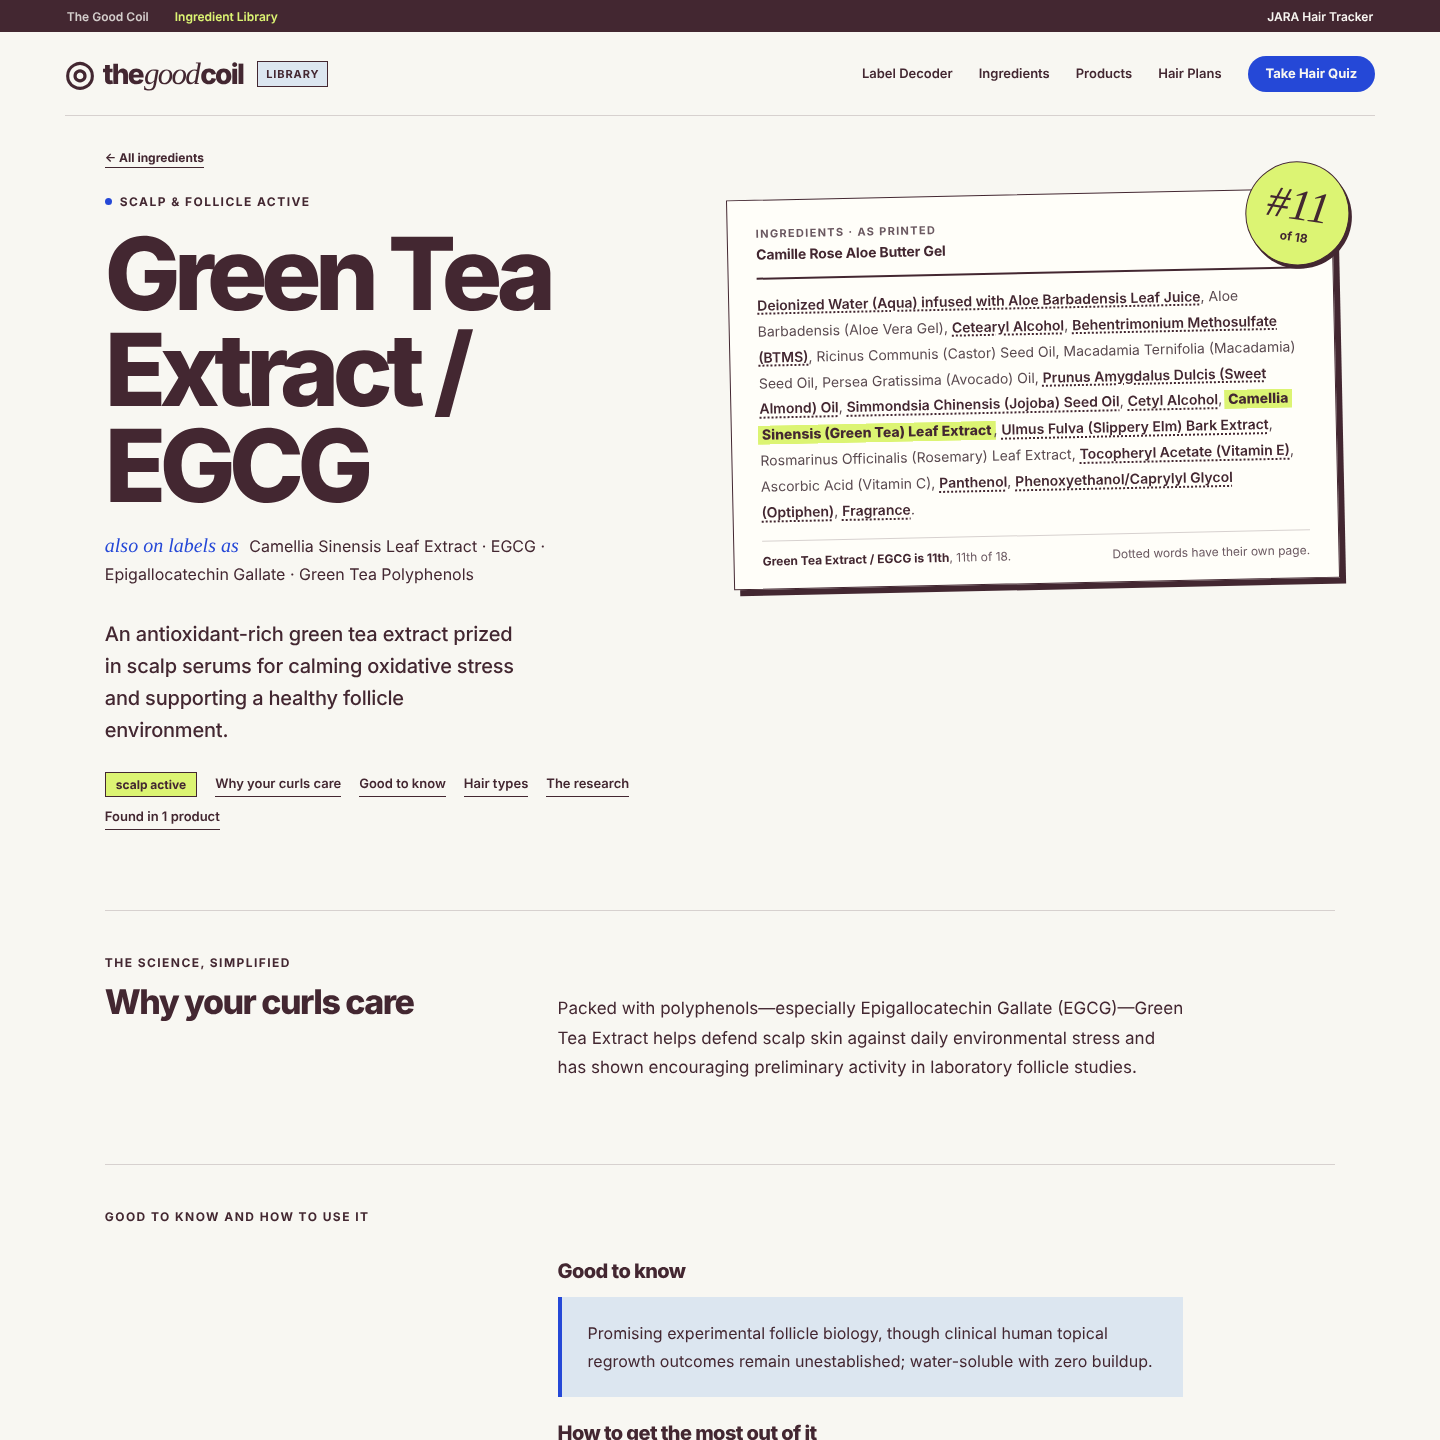 The Good Coil Ingredient Library JARA Hair Tracker
thegoodcoil LIBRARY Label Decoder Ingredients Products Hair Plans Take Hair Quiz
← All ingredients
SCALP & FOLLICLE ACTIVE
Green Tea
Extract /
EGCG
also on labels as Camellia Sinensis Leaf Extract · EGCG ·
Epigallocatechin Gallate · Green Tea Polyphenols
An antioxidant-rich green tea extract prized
in scalp serums for calming oxidative stress
and supporting a healthy follicle
environment.
scalp active Why your curls care Good to know Hair types The research
Found in 1 product
#11
of 18
INGREDIENTS · AS PRINTED
Camille Rose Aloe Butter Gel
Deionized Water (Aqua) infused with Aloe Barbadensis Leaf Juice, Aloe
Barbadensis (Aloe Vera Gel), Cetearyl Alcohol, Behentrimonium Methosulfate
(BTMS), Ricinus Communis (Castor) Seed Oil, Macadamia Ternifolia (Macadamia)
Seed Oil, Persea Gratissima (Avocado) Oil, Prunus Amygdalus Dulcis (Sweet
Almond) Oil, Simmondsia Chinensis (Jojoba) Seed Oil, Cetyl Alcohol, Camellia
Sinensis (Green Tea) Leaf Extract, Ulmus Fulva (Slippery Elm) Bark Extract,
Rosmarinus Officinalis (Rosemary) Leaf Extract, Tocopheryl Acetate (Vitamin E),
Ascorbic Acid (Vitamin C), Panthenol, Phenoxyethanol/Caprylyl Glycol
(Optiphen), Fragrance.
Green Tea Extract / EGCG is 11th, 11th of 18. Dotted words have their own page.
THE SCIENCE, SIMPLIFIED
Why your curls care
Packed with polyphenols—especially Epigallocatechin Gallate (EGCG)—Green
Tea Extract helps defend scalp skin against daily environmental stress and
has shown encouraging preliminary activity in laboratory follicle studies.
GOOD TO KNOW AND HOW TO USE IT
Good to know
Promising experimental follicle biology, though clinical human topical
regrowth outcomes remain unestablished; water-soluble with zero buildup.
How to get the most out of it